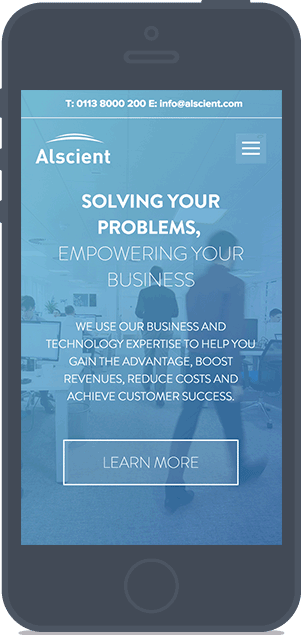 T: 0113 8000 200 E: info@alscient.com
Alscient
SOLVING YOUR
PROBLEMS,
EMPOWERING YOUR
BUSINESS
WE USE OUR BUSINESS AND
TECHNOLOGY EXPERTISE TO HELP YOU
GAIN THE ADVANTAGE, BOOST
REVENUES, REDUCE COSTS AND
ACHIEVE CUSTOMER SUCCESS.
LEARN MORE